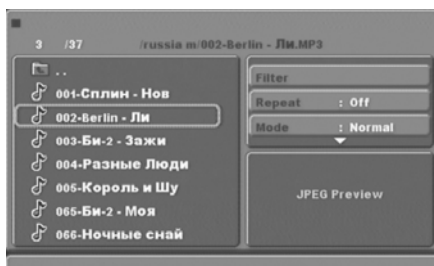 3 /37 /russia m/002-Berlin - Ли.MP3
..
001-Сплин - Нов
002-Berlin - Ли
003-Би-2 - Зажи
004-Разные Люди
005-Король и Шу
065-Би-2 - Моя
066-Ночные снай
Filter
Repeat : Off
Mode : Normal
JPEG Preview